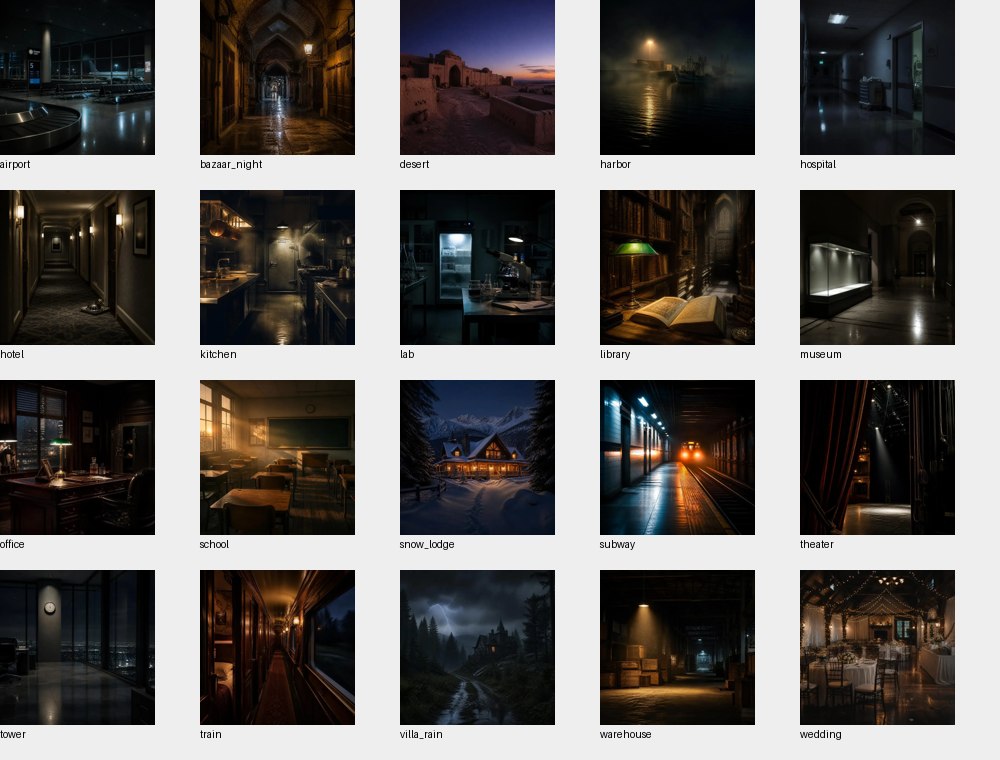 airport
bazaar_night
desert
harbor
hospital
hotel
kitchen
lab
library
museum
office
school
snow_lodge
subway
theater
tower
train
villa_rain
warehouse
wedding